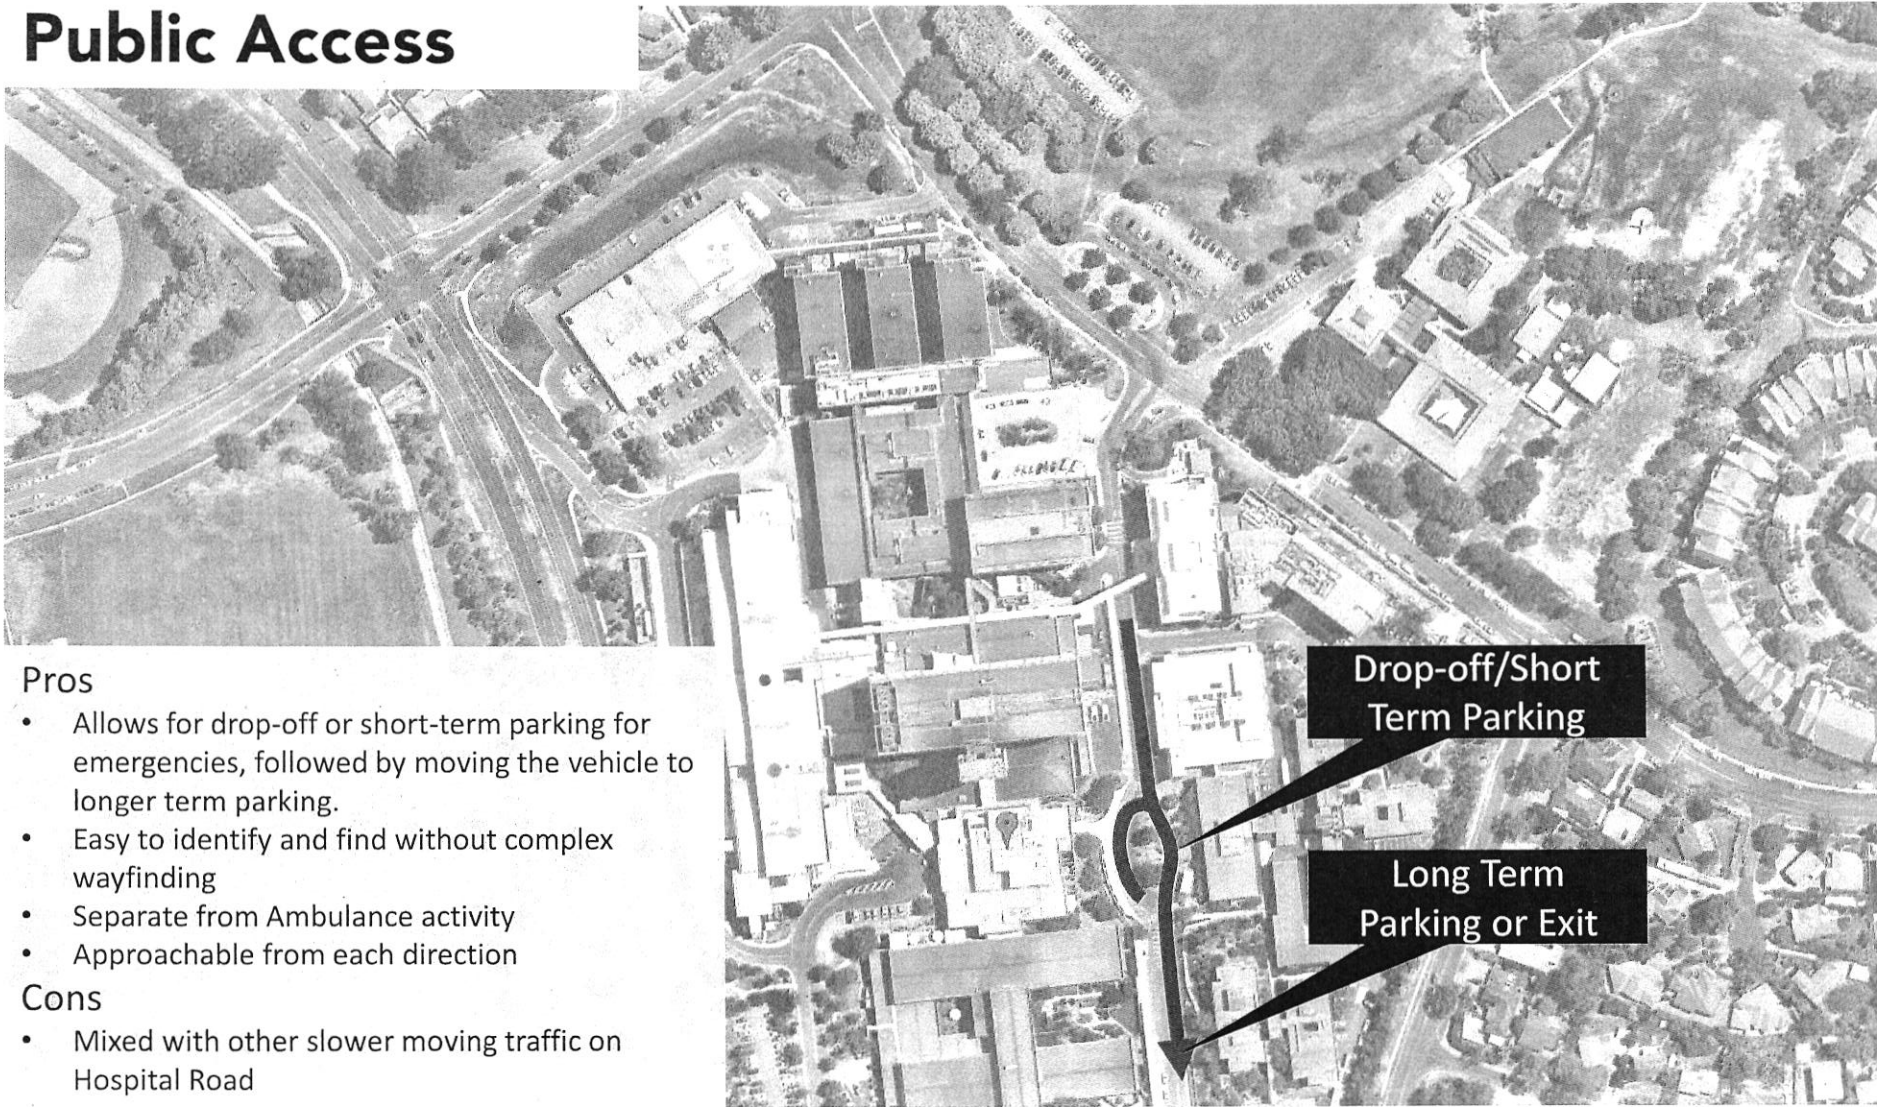 Public Access
Pros
• Allows for drop-off or short-term parking for
emergencies, followed by moving the vehicle to
longer term parking.
• Easy to identify and find without complex
wayfinding
• Separate from Ambulance activity
• Approachable from each direction
Cons
• Mixed with other slower moving traffic on
Hospital Road
Drop-off/Short
Term Parking
Long Term
Parking or Exit